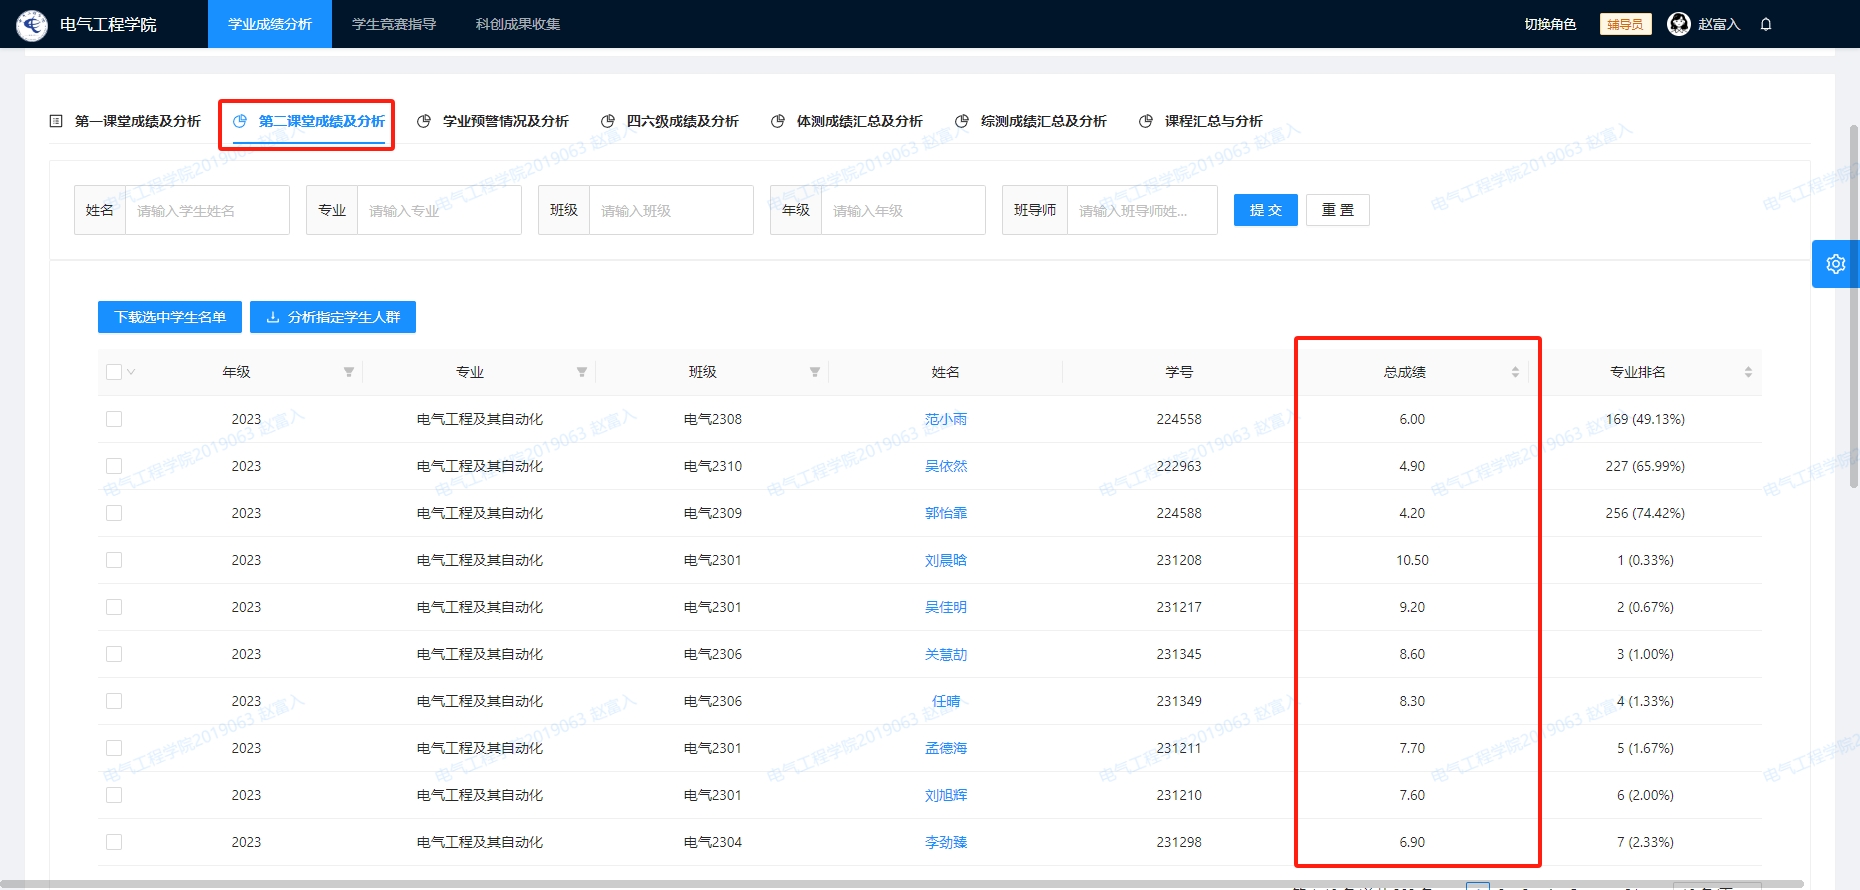 电气工程学院 学业成绩分析 学生竞赛指导 科创成果收集 切换角色 辅导员 赵富入
第一课堂成绩及分析 第二课堂成绩及分析 学业预警情况及分析 四六级成绩及分析 体测成绩汇总及分析 综测成绩汇总及分析 课程汇总与分析
姓名 请输入学生姓名 专业 请输入专业 班级 请输入班级 年级 请输入年级 班导师 请输入班导师姓... 提 交 重 置
下载选中学生名单 分析指定学生人群
年级 专业 班级 姓名 学号 总成绩 专业排名
2023 电气工程及其自动化 电气2308 范小雨 224558 6.00 169 (49.13%)
2023 电气工程及其自动化 电气2310 吴依然 222963 4.90 227 (65.99%)
2023 电气工程及其自动化 电气2309 郭怡霏 224588 4.20 256 (74.42%)
2023 电气工程及其自动化 电气2301 刘晨晗 231208 10.50 1 (0.33%)
2023 电气工程及其自动化 电气2301 吴佳明 231217 9.20 2 (0.67%)
2023 电气工程及其自动化 电气2306 关慧劼 231345 8.60 3 (1.00%)
2023 电气工程及其自动化 电气2306 任晴 231349 8.30 4 (1.33%)
2023 电气工程及其自动化 电气2301 孟德海 231211 7.70 5 (1.67%)
2023 电气工程及其自动化 电气2301 刘旭辉 231210 7.60 6 (2.00%)
2023 电气工程及其自动化 电气2304 李劲臻 231298 6.90 7 (2.33%)
电气工程学院2019063 赵富入